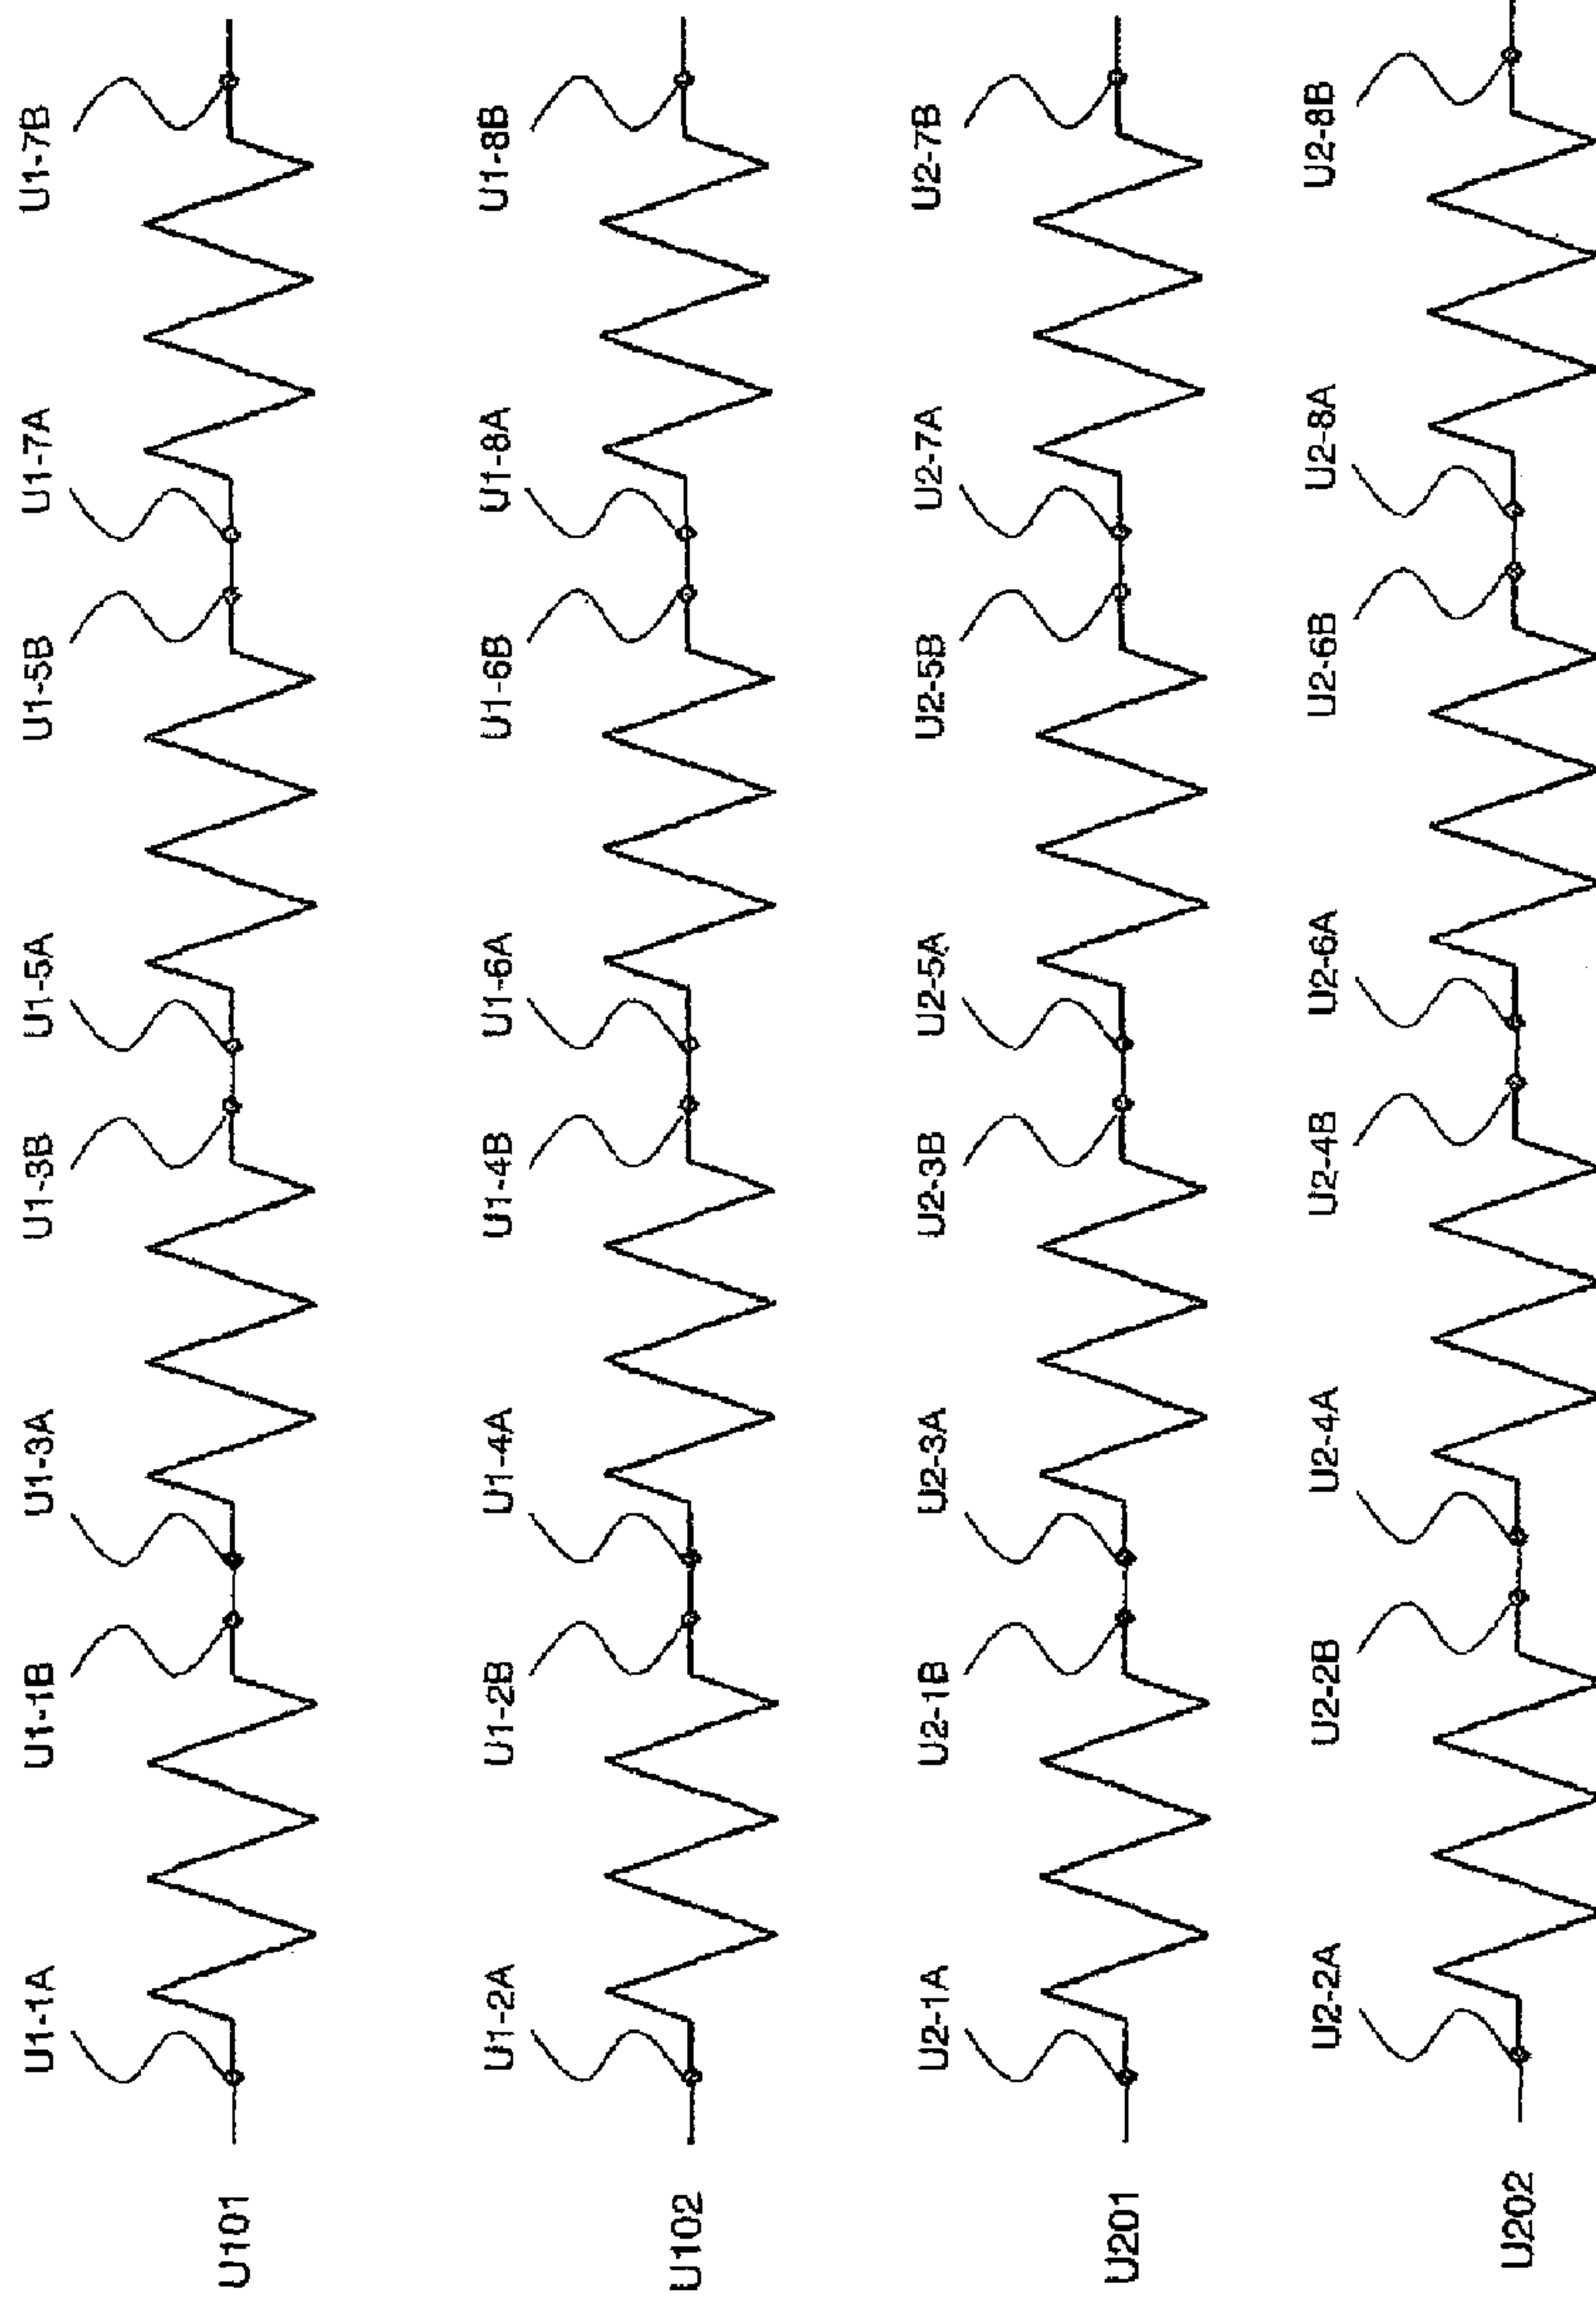 U101
U1-1A
U1-1B
U1-3A
U1-3B
U1-5A
U1-5B
U1-7A
U1-7B
U102
U1-2A
U1-2B
U1-4A
U1-4B
U1-6A
U1-6B
U1-8A
U1-8B
U201
U2-1A
U2-1B
U2-3A
U2-3B
U2-5A
U2-5B
U2-7A
U2-7B
U202
U2-2A
U2-2B
U2-4A
U2-4B
U2-6A
U2-6B
U2-8A
U2-8B